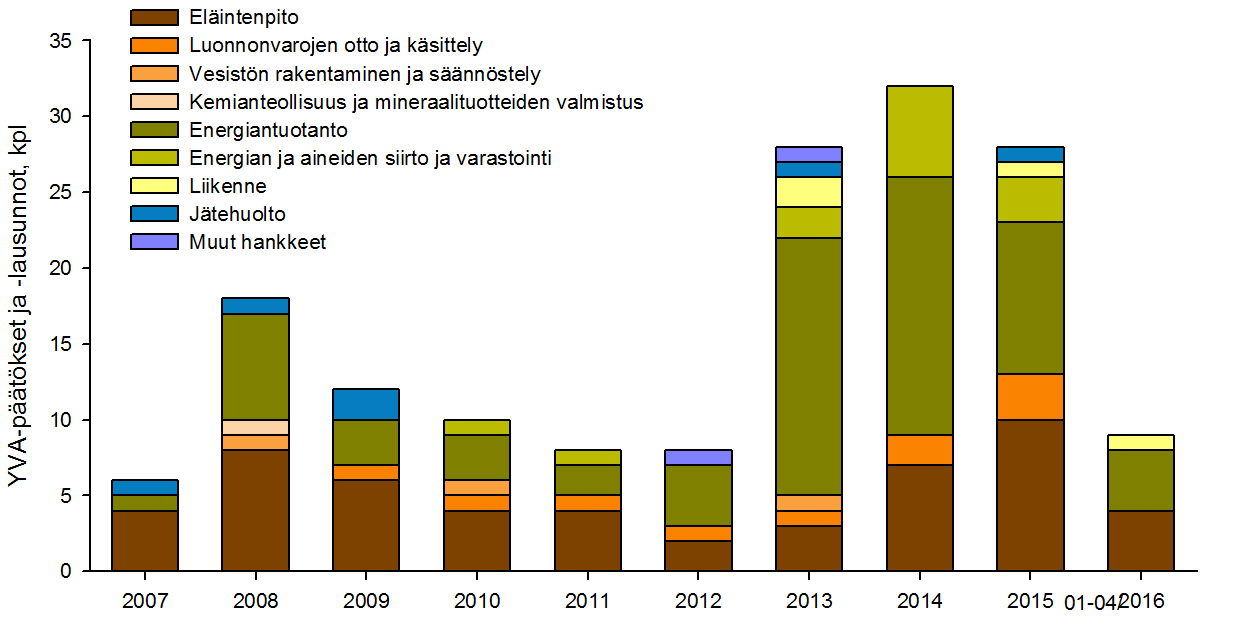 Eläintenpito
Luonnonvarojen otto ja käsittely
Vesistön rakentaminen ja säännöstely
Kemianteollisuus ja mineraalituotteiden valmistus
Energiantuotanto
Energian ja aineiden siirto ja varastointi
Liikenne
Jätehuolto
Muut hankkeet
YVA-päätökset ja -lausunnot, kpl
35
30
25
20
15
10
5
0
2007 2008 2009 2010 2011 2012 2013 2014 2015 01-04/2016